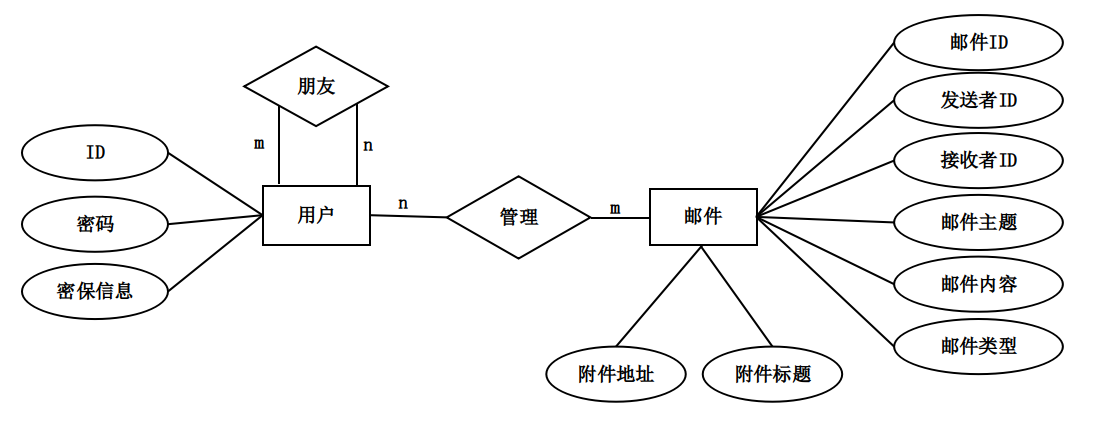 朋友
m
n
ID
密码
密保信息
用户
n
管理
m
邮件
邮件ID
发送者ID
接收者ID
邮件主题
邮件内容
邮件类型
附件地址
附件标题